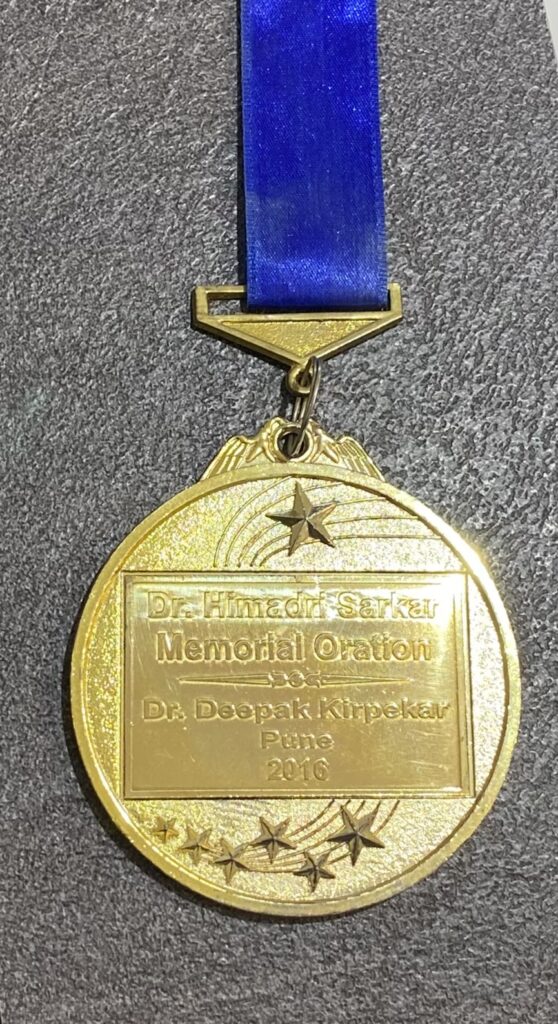 Dr. Himadri Sarkar
Memorial Oration
Dr. Deepak Kirpekar
Pune
2016